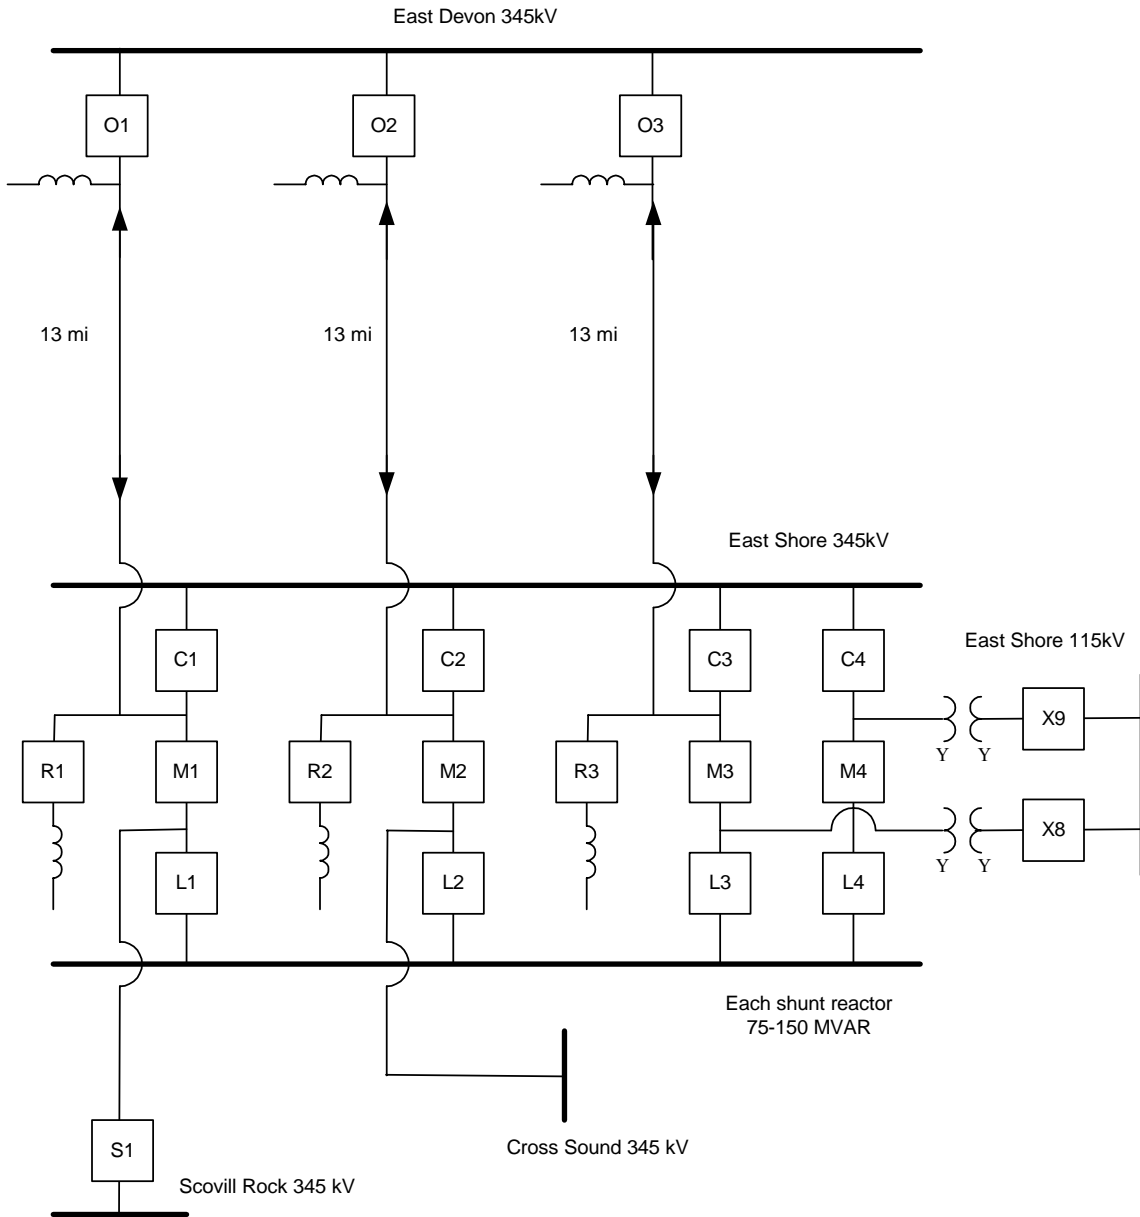 East Devon 345kV
O1
O2
O3
13 mi
13 mi
13 mi
East Shore 345kV
C1
C2
C3
C4
East Shore 115kV
X9
Y
Y
R1
M1
R2
M2
R3
M3
M4
X8
Y
Y
L1
L2
L3
L4
Each shunt reactor
75-150 MVAR
Cross Sound 345 kV
S1
Scovill Rock 345 kV